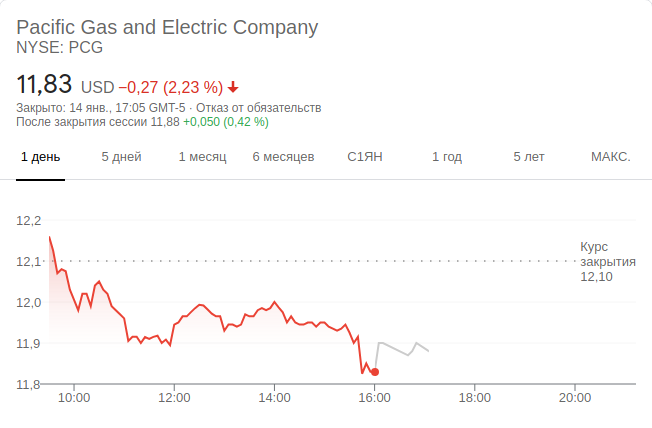 Pacific Gas and Electric Company
NYSE: PCG
11,83 USD −0,27 (2,23 %)
Закрыто: 14 янв., 17:05 GMT-5 · Отказ от обязательств
После закрытия сессии 11,88 +0,050 (0,42 %)
1 день 5 дней 1 месяц 6 месяцев С1ЯН 1 год 5 лет МАКС.
12,2
Курс
12,1 закрытия
12,10
12,0
11,9
11,8
10:00 12:00 14:00 16:00 18:00 20:00